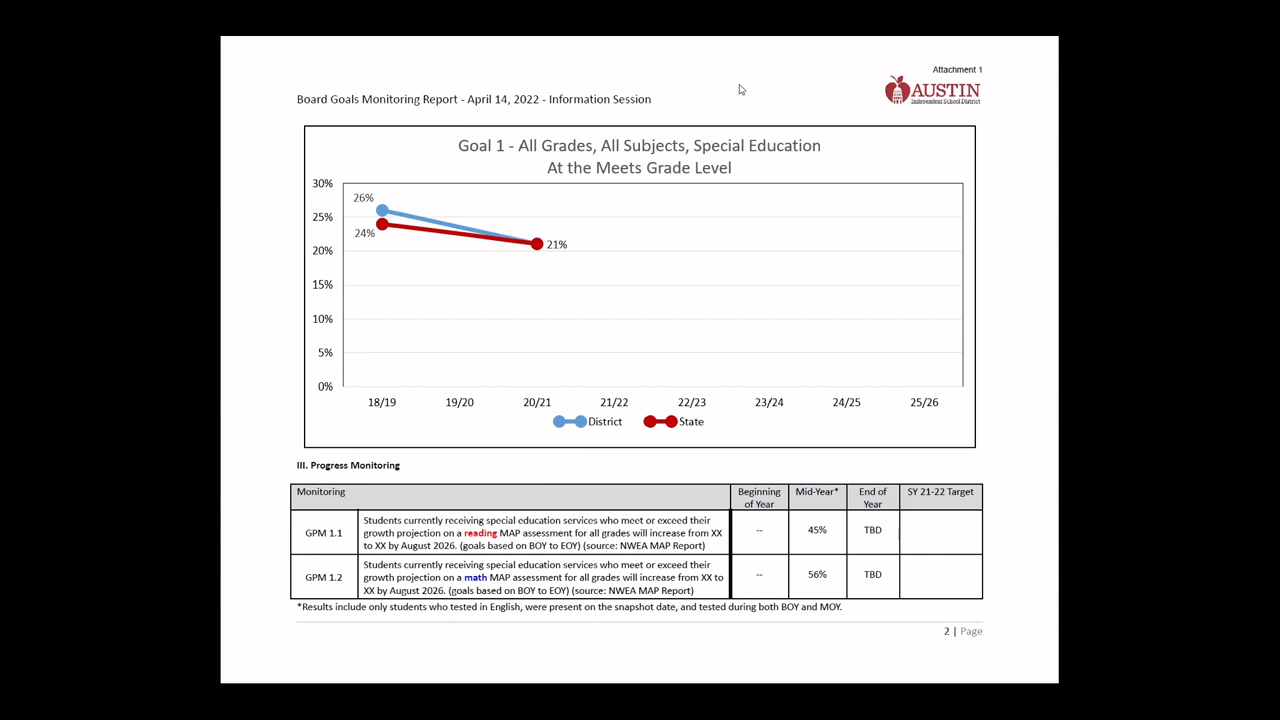 Attachment 1
AUSTIN
Independent School District
Board Goals Monitoring Report - April 14, 2022 - Information Session
Goal 1 - All Grades, All Subjects, Special Education
At the Meets Grade Level
30%
26%
25%
24%
20%
21%
15%
10%
5%
0%
18/19 19/20 20/21 21/22 22/23 23/24 24/25 25/26
District State
III. Progress Monitoring
Monitoring
Beginning
of Year
Mid-Year*
End of
Year
SY 21-22 Target
GPM 1.1
Students currently receiving special education services who meet or exceed their
growth projection on a reading MAP assessment for all grades will increase from XX
to XX by August 2026. (goals based on BOY to EOY) (source: NWEA MAP Report)
--
45%
TBD
GPM 1.2
Students currently receiving special education services who meet or exceed their
growth projection on a math MAP assessment for all grades will increase from XX to
XX by August 2026. (goals based on BOY to EOY) (source: NWEA MAP Report)
--
56%
TBD
*Results include only students who tested in English, were present on the snapshot date, and tested during both BOY and MOY.
2 | Page